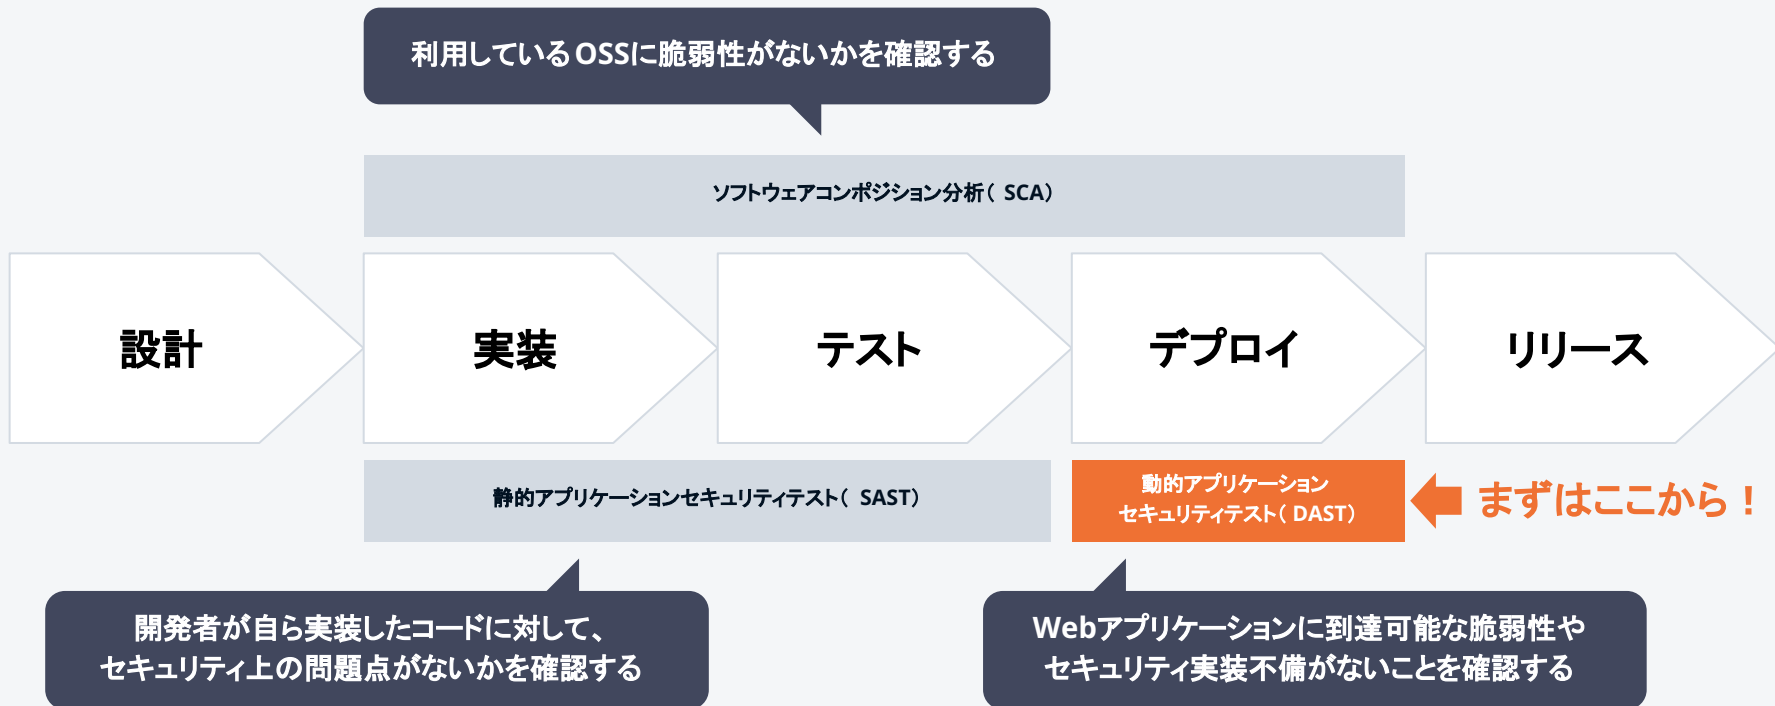 利用しているOSSに脆弱性がないかを確認する
ソフトウェアコンポジション分析( SCA)
設計
実装
テスト
デプロイ
リリース
静的アプリケーションセキュリティテスト( SAST)
動的アプリケーション
セキュリティテスト( DAST)
まずはここから！
開発者が自ら実装したコードに対して、
セキュリティ上の問題点がないかを確認する
Webアプリケーションに到達可能な脆弱性や
セキュリティ実装不備がないことを確認する